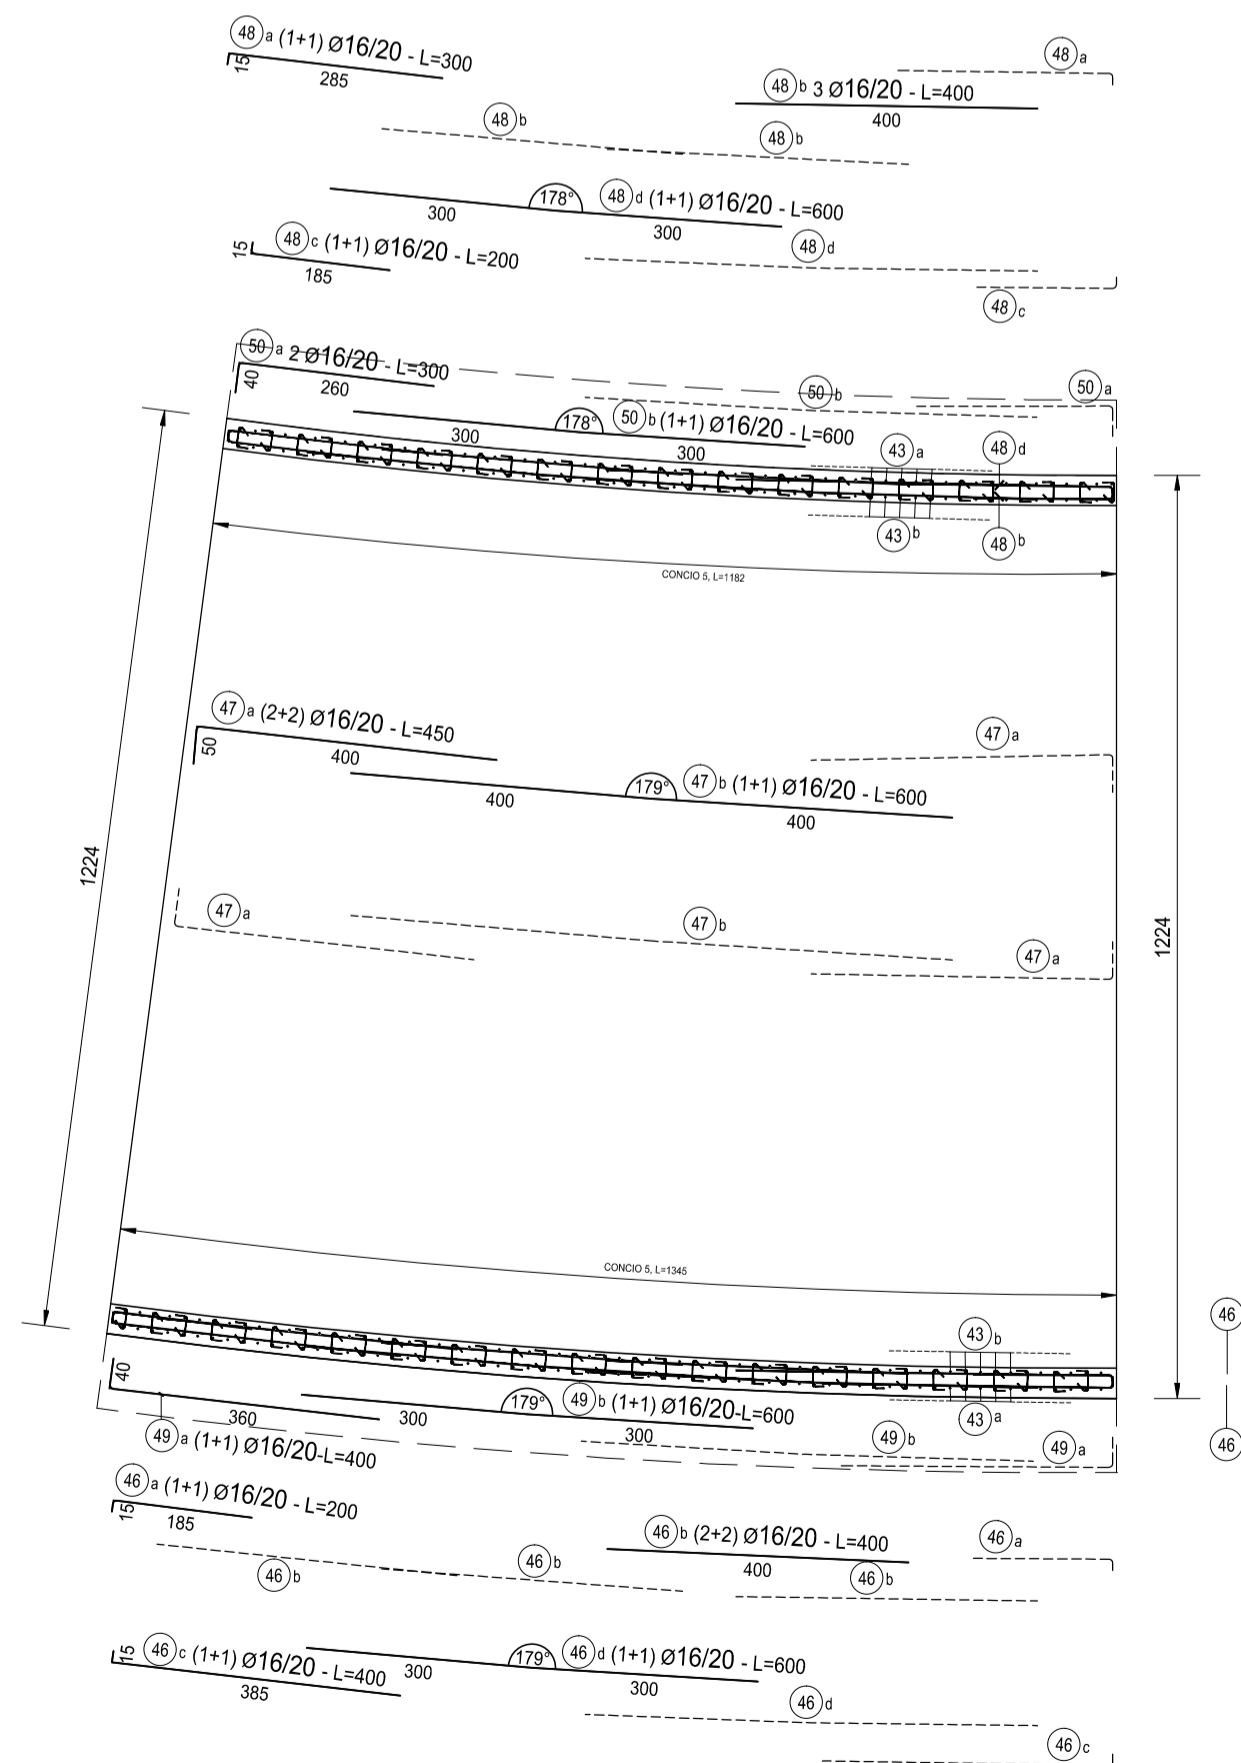 48 a (1+1) Ø16/20 - L=300
15
285
48 a
48 b 3 Ø16/20 - L=400
400
48 b
48 b
300
178°
48 d (1+1) Ø16/20 - L=600
300
48 d
15
48 c (1+1) Ø16/20 - L=200
185
48 c
50 a 2 Ø16/20 - L=300
40
260
50 b
50 a
300
178°
50 b (1+1) Ø16/20 - L=600
300
43 a
48 d
43 b
48 b
CONCIO 5, L=1182
47 a (2+2) Ø16/20 - L=450
50
400
47 a
400
179°
47 b (1+1) Ø16/20 - L=600
400
1224
1224
47 a
47 b
47 a
CONCIO 5, L=1345
46
46
43 b
43 a
40
360
49 a (1+1) Ø16/20-L=400
300
179°
49 b (1+1) Ø16/20-L=600
300
49 b
49 a
46 a (1+1) Ø16/20 - L=200
15
185
46 b (2+2) Ø16/20 - L=400
400
46 a
46 b
46 b
46 b
15
46 c (1+1) Ø16/20 - L=400
385
300
179°
46 d (1+1) Ø16/20 - L=600
300
46 d
46 c